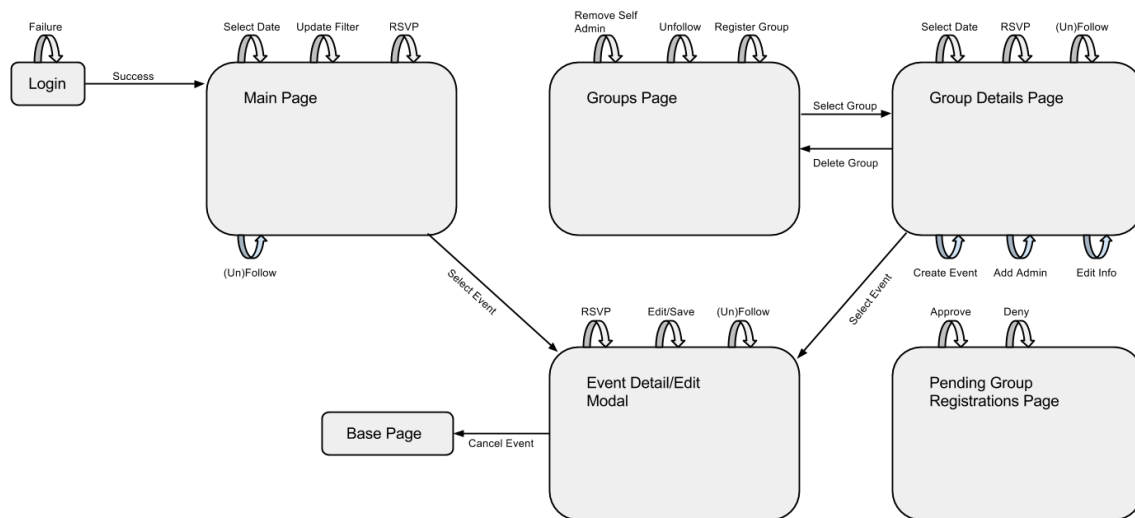 Failure
Login
Success
Select Date
Update Filter
RSVP
Main Page
(Un)Follow
Select Event
Remove Self
Admin
Unfollow
Register Group
Groups Page
Select Group
Delete Group
Select Date
RSVP
(Un)Follow
Group Details Page
Create Event
Add Admin
Edit Info
Select Event
RSVP
Edit/Save
(Un)Follow
Event Detail/Edit
Modal
Cancel Event
Base Page
Approve
Deny
Pending Group
Registrations Page